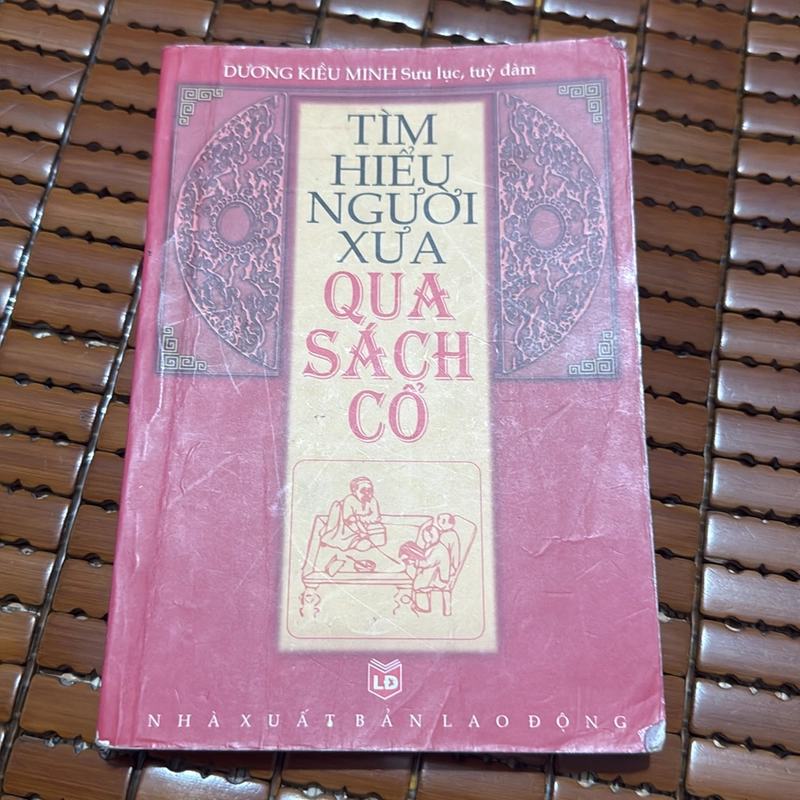 DƯƠNG KIỀU MINH Sưu lục, tuỳ đàm
TÌM
HIỂU
NGƯỜI
XƯA
QUA
SÁCH
CỔ
LĐ
NHÀ XUẤT BẢN LAO ĐỘNG